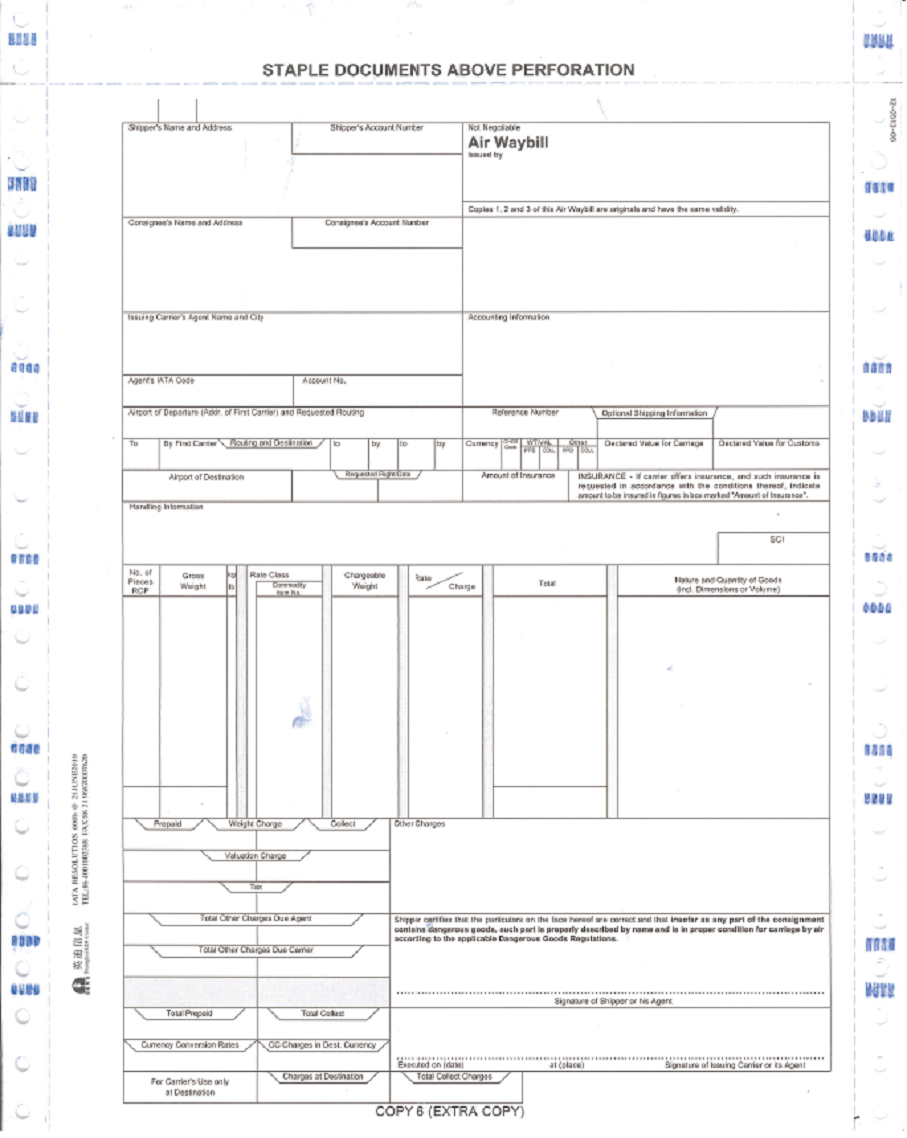 STAPLE DOCUMENTS ABOVE PERFORATION
12-0513-06
Shipper's Name and Address
Shipper's Account Number
Not Negotiable
Air Waybill
Issued by
Copies 1, 2 and 3 of this Air Waybill are originals and have the same validity.
Consignee's Name and Address
Consignee's Account Number
Issuing Carrier's Agent Name and City
Accounting Information
Agent's IATA Code
Account No.
Airport of Departure (Addr. of First Carrier) and Requested Routing
Reference Number
Optional Shipping Information
To
By First Carrier
Routing and Destination
to
by
to
by
Currency
CHGS Code
WT/VAL
PPD
COLL
Other
PPD
COLL
Declared Value for Carriage
Declared Value for Customs
Airport of Destination
Requested Flight/Date
Amount of Insurance
INSURANCE - If carrier offers insurance, and such insurance is
requested in accordance with the conditions thereof, indicate
amount to be insured in figures in box marked "Amount of Insurance".
Handling Information
SCI
No. of
Pieces
RCP
Gross
Weight
kg
lb
Rate Class
Commodity
Item No.
Chargeable
Weight
Rate
Charge
Total
Nature and Quantity of Goods
(incl. Dimensions or Volume)
Prepaid
Weight Charge
Collect
Other Charges
Valuation Charge
Tax
Total Other Charges Due Agent
Shipper certifies that the particulars on the face hereof are correct and that insofar as any part of the consignment
contains dangerous goods, such part is properly described by name and is in proper condition for carriage by air
according to the applicable Dangerous Goods Regulations.
Total Other Charges Due Carrier
Signature of Shipper or his Agent
Total Prepaid
Total Collect
Currency Conversion Rates
CC Charges in Dest. Currency
Executed on (date)
at (place)
Signature of Issuing Carrier or its Agent
For Carrier's Use only
at Destination
Charges at Destination
Total Collect Charges
COPY 6 (EXTRA COPY)
IATA RESOLUTION 600b @ 21JUNE2010
英迪信息